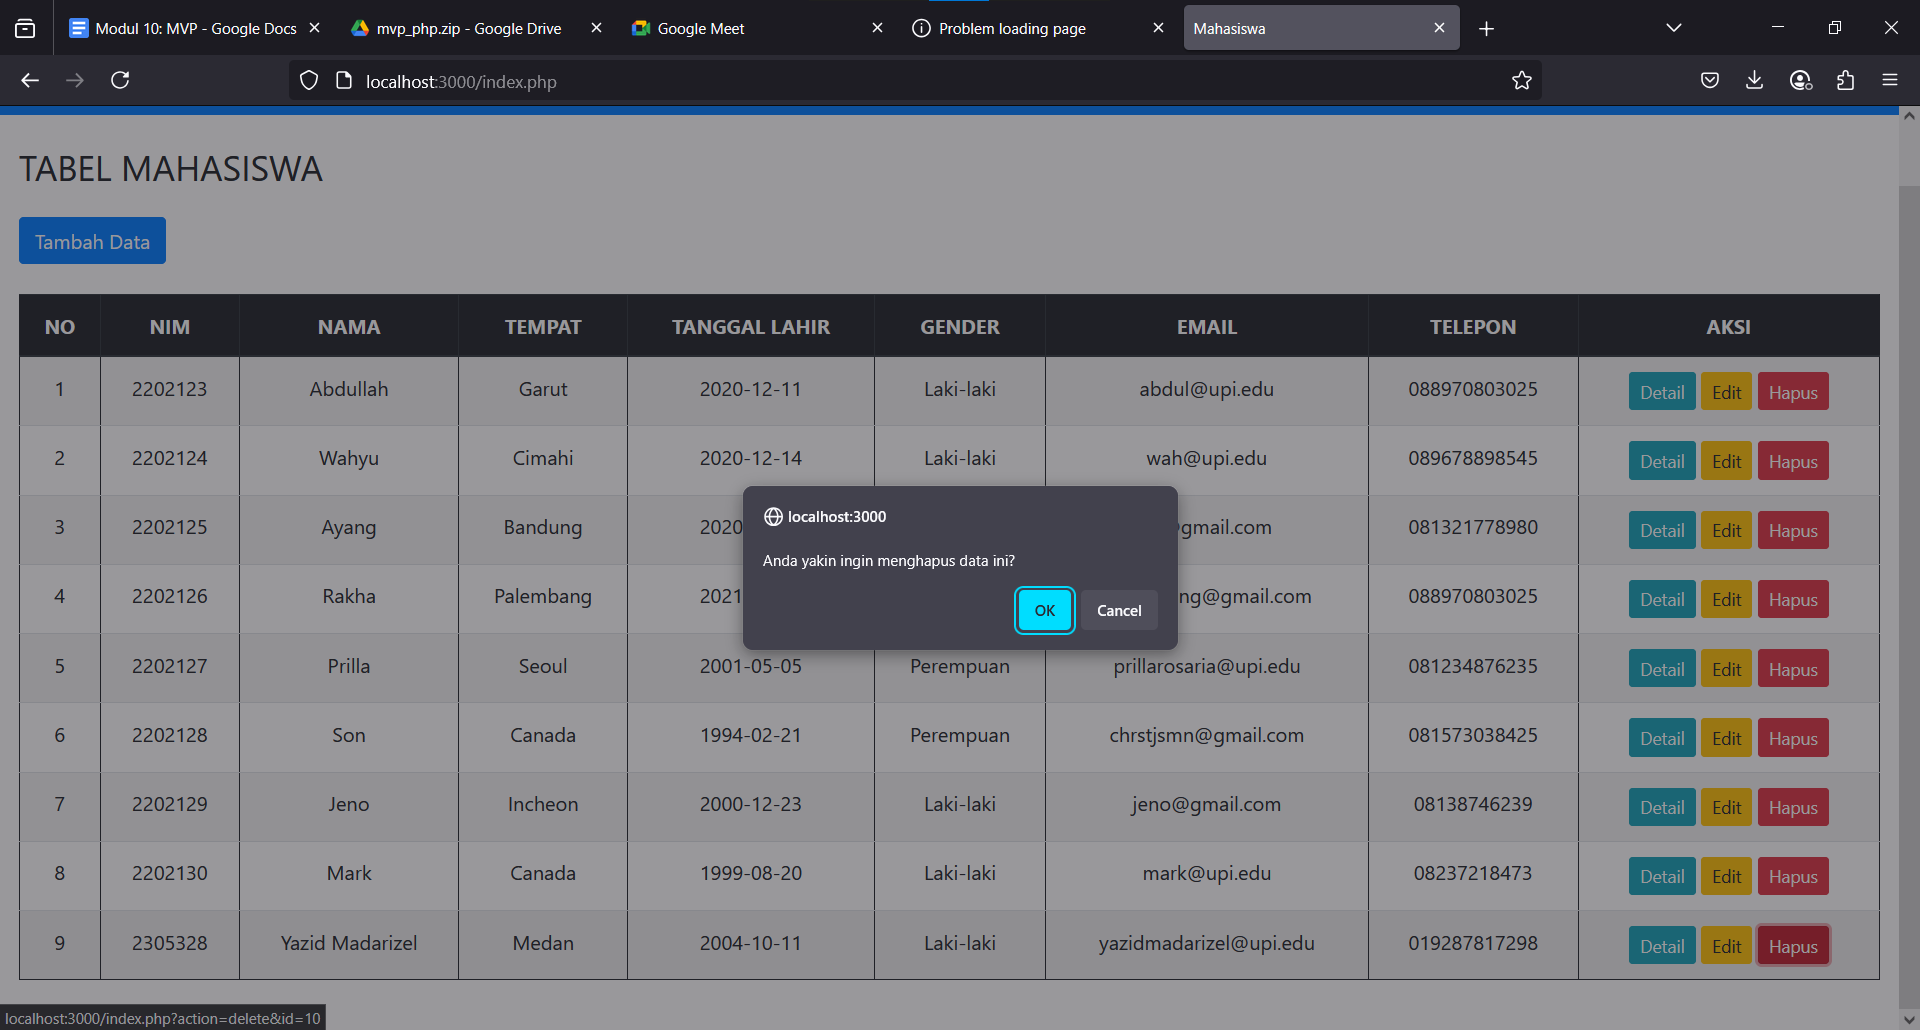 Modul 10: MVP - Google Docs
mvp_php.zip - Google Drive
Google Meet
Problem loading page
Mahasiswa
localhost:3000/index.php
TABEL MAHASISWA
Tambah Data
NO NIM NAMA TEMPAT TANGGAL LAHIR GENDER EMAIL TELEPON AKSI
1 2202123 Abdullah Garut 2020-12-11 Laki-laki abdul@upi.edu 088970803025 Detail Edit Hapus
2 2202124 Wahyu Cimahi 2020-12-14 Laki-laki wah@upi.edu 089678898545 Detail Edit Hapus
3 2202125 Ayang Bandung 2020 @gmail.com 081321778980 Detail Edit Hapus
4 2202126 Rakha Palembang 2021 ng@gmail.com 088970803025 Detail Edit Hapus
5 2202127 Prilla Seoul 2001-05-05 Perempuan prillarosaria@upi.edu 081234876235 Detail Edit Hapus
6 2202128 Son Canada 1994-02-21 Perempuan chrstjsmn@gmail.com 081573038425 Detail Edit Hapus
7 2202129 Jeno Incheon 2000-12-23 Laki-laki jeno@gmail.com 08138746239 Detail Edit Hapus
8 2202130 Mark Canada 1999-08-20 Laki-laki mark@upi.edu 08237218473 Detail Edit Hapus
9 2305328 Yazid Madarizel Medan 2004-10-11 Laki-laki yazidmadarizel@upi.edu 019287817298 Detail Edit Hapus
localhost:3000
Anda yakin ingin menghapus data ini?
OK Cancel
localhost:3000/index.php?action=delete&id=10